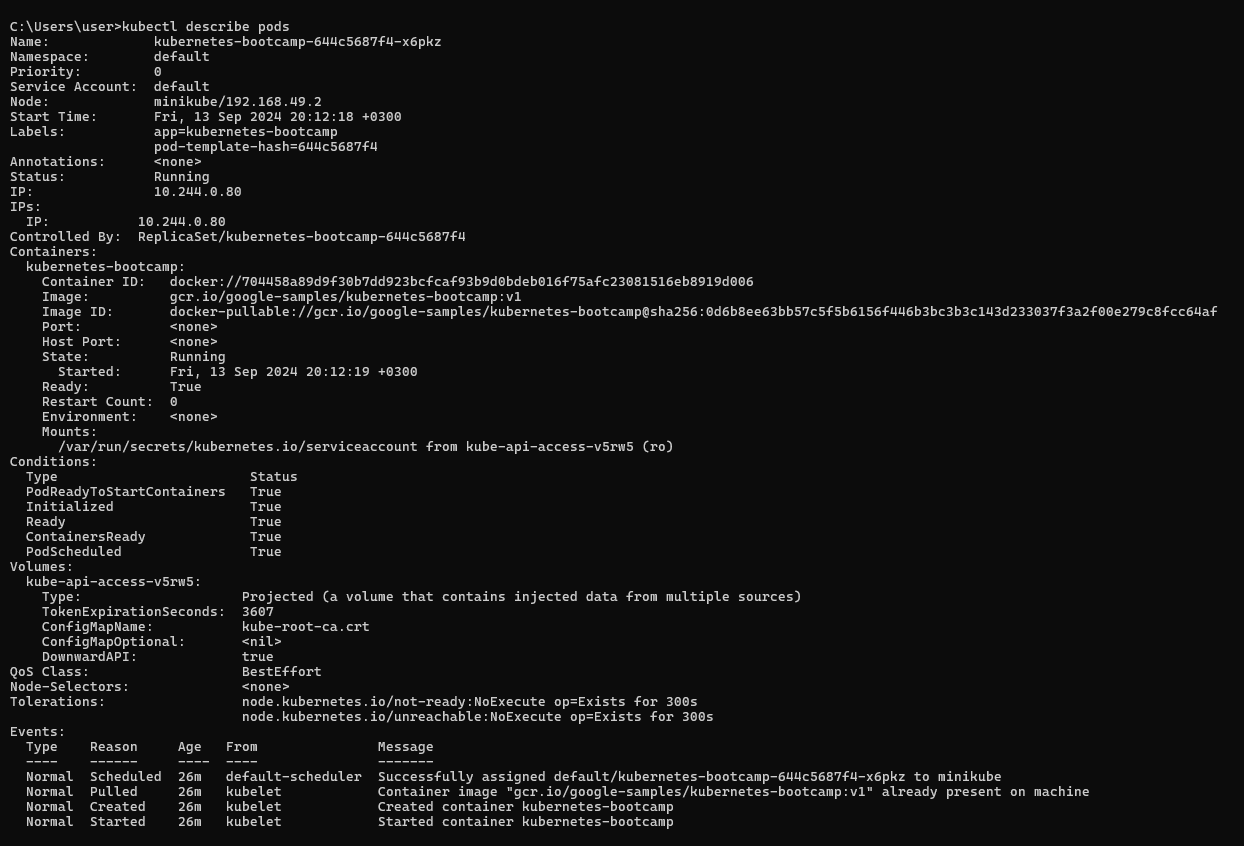 C:\Users\user>kubectl describe pods
Name:             kubernetes-bootcamp-644c5687f4-x6pkz
Namespace:        default
Priority:         0
Service Account:  default
Node:             minikube/192.168.49.2
Start Time:       Fri, 13 Sep 2024 20:12:18 +0300
Labels:           app=kubernetes-bootcamp
                  pod-template-hash=644c5687f4
Annotations:      <none>
Status:           Running
IP:               10.244.0.80
IPs:
  IP:           10.244.0.80
Controlled By:  ReplicaSet/kubernetes-bootcamp-644c5687f4
Containers:
  kubernetes-bootcamp:
    Container ID:   docker://704458a89d9f30b7dd923bcfcaf93b9d0bdeb016f75afc23081516eb8919d006
    Image:          gcr.io/google-samples/kubernetes-bootcamp:v1
    Image ID:       docker-pullable://gcr.io/google-samples/kubernetes-bootcamp@sha256:0d6b8ee63bb57c5f5b6156f446b3bc3b3c143d233037f3a2f00e279c8fcc64af
    Port:           <none>
    Host Port:      <none>
    State:          Running
      Started:      Fri, 13 Sep 2024 20:12:19 +0300
    Ready:          True
    Restart Count:  0
    Environment:    <none>
    Mounts:
      /var/run/secrets/kubernetes.io/serviceaccount from kube-api-access-v5rw5 (ro)
Conditions:
  Type                        Status
  PodReadyToStartContainers   True
  Initialized                 True
  Ready                       True
  ContainersReady             True
  PodScheduled                True
Volumes:
  kube-api-access-v5rw5:
    Type:                    Projected (a volume that contains injected data from multiple sources)
    TokenExpirationSeconds:  3607
    ConfigMapName:           kube-root-ca.crt
    ConfigMapOptional:       <nil>
    DownwardAPI:             true
QoS Class:                   BestEffort
Node-Selectors:              <none>
Tolerations:                 node.kubernetes.io/not-ready:NoExecute op=Exists for 300s
                             node.kubernetes.io/unreachable:NoExecute op=Exists for 300s
Events:
  Type    Reason     Age   From               Message
  ----    ------     ----  ----               -------
  Normal  Scheduled  26m   default-scheduler  Successfully assigned default/kubernetes-bootcamp-644c5687f4-x6pkz to minikube
  Normal  Pulled     26m   kubelet            Container image "gcr.io/google-samples/kubernetes-bootcamp:v1" already present on machine
  Normal  Created    26m   kubelet            Created container kubernetes-bootcamp
  Normal  Started    26m   kubelet            Started container kubernetes-bootcamp